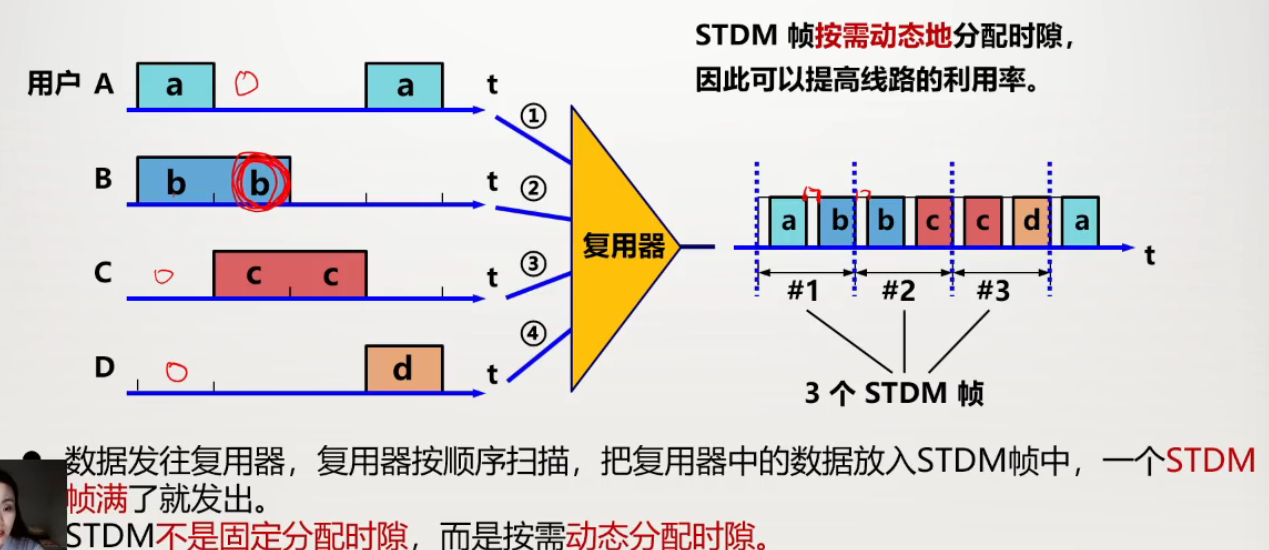 STDM 帧按需动态地分配时隙，
因此可以提高线路的利用率。
用户 A a a t
①
B b b t
②
复用器
C c c t
③
D d t
④
a b b c c d a t
#1 #2 #3
3 个 STDM 帧
数据发往复用器，复用器按顺序扫描，把复用器中的数据放入STDM帧中，一个STDM
帧满了就发出。
STDM不是固定分配时隙，而是按需动态分配时隙。